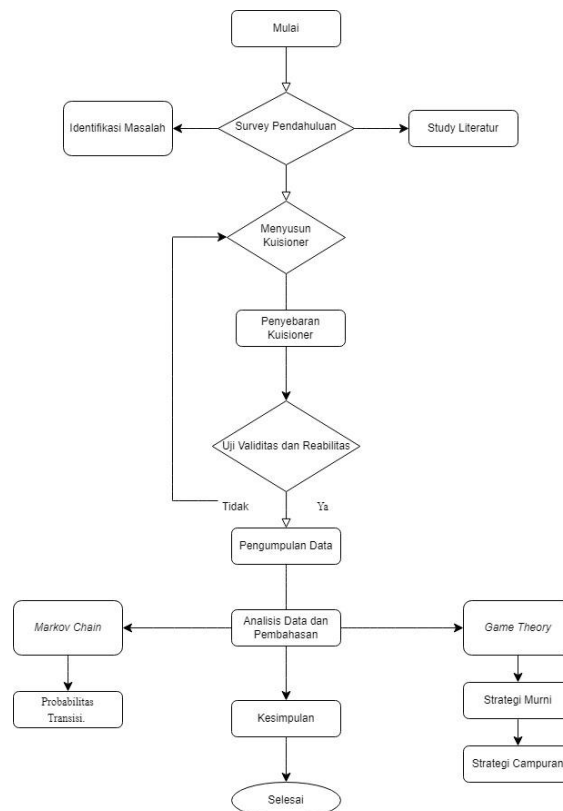 Mulai
Identifikasi Masalah
Survey Pendahuluan
Study Literatur
Menyusun
Kuisioner
Penyebaran
Kuisioner
Uji Validitas dan Reabilitas
Tidak
Ya
Pengumpulan Data
Markov Chain
Analisis Data dan
Pembahasan
Game Theory
Probabilitas
Transisi.
Kesimpulan
Strategi Murni
Strategi Campuran
Selesai